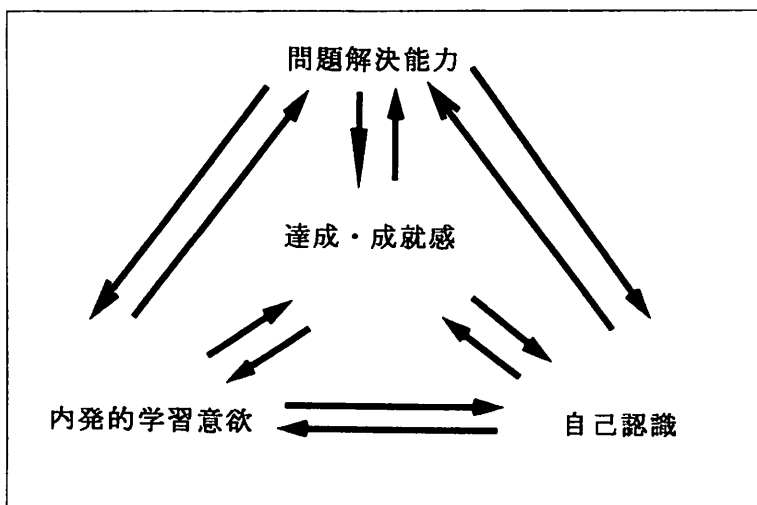 問題解決能力
達成・成就感
内発的学習意欲
自己認識